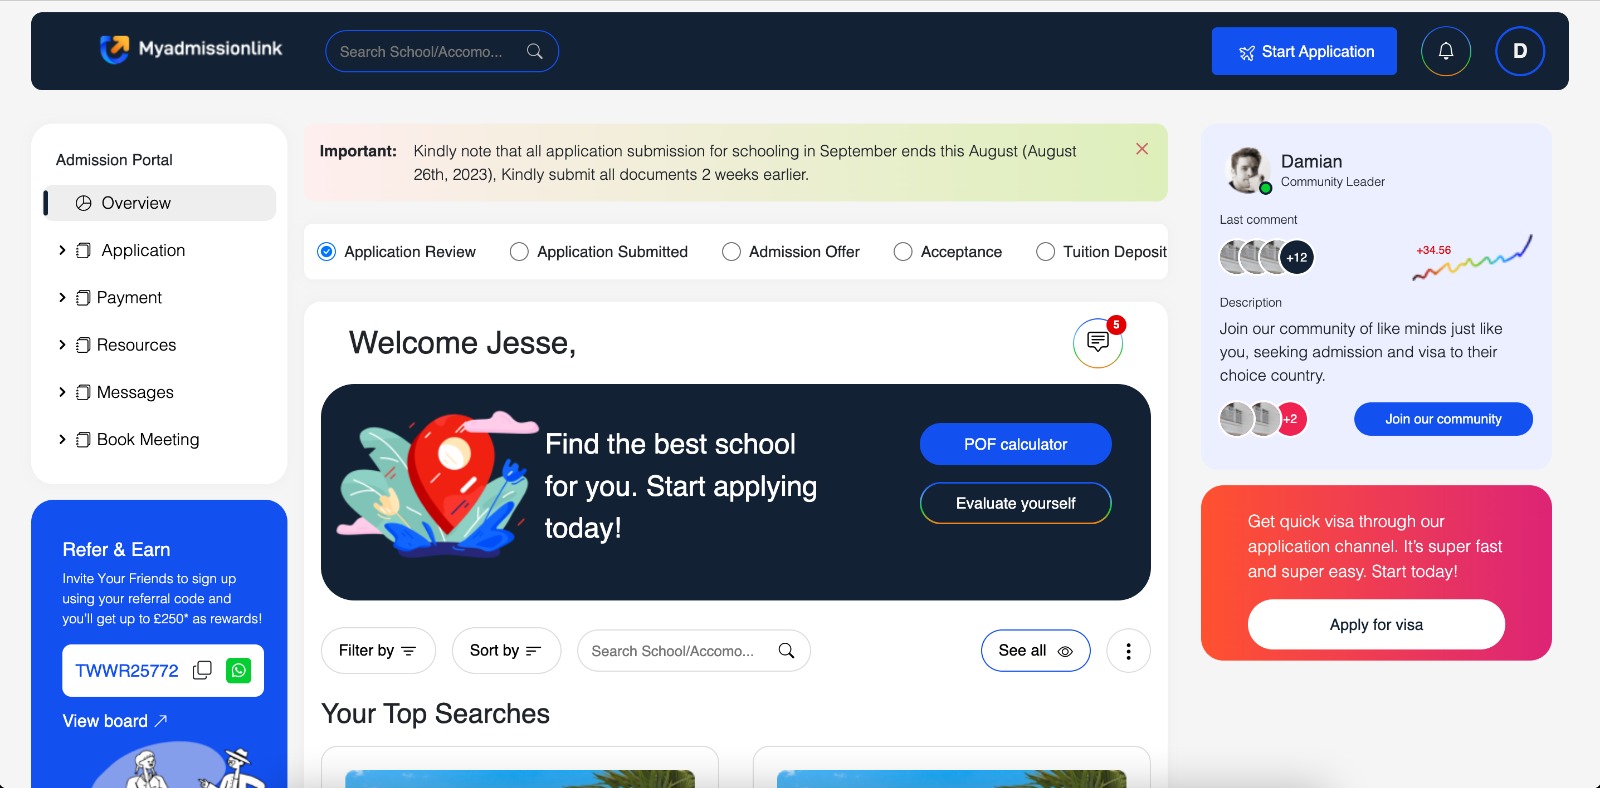 Myadmissionlink
Search School/Accomo...
Start Application
D
Admission Portal
Overview
Application
Payment
Resources
Messages
Book Meeting
Refer & Earn
Invite Your Friends to sign up
using your referral code and
you'll get up to £250* as rewards!
TWWR25772
View board
Important: Kindly note that all application submission for schooling in September ends this August (August
26th, 2023), Kindly submit all documents 2 weeks earlier.
Application Review
Application Submitted
Admission Offer
Acceptance
Tuition Deposit
Welcome Jesse,
5
Find the best school
for you. Start applying
today!
POF calculator
Evaluate yourself
Filter by
Sort by
Search School/Accomo...
See all
Your Top Searches
Damian
Community Leader
Last comment
+12
+34.56
Description
Join our community of like minds just like
you, seeking admission and visa to their
choice country.
+2
Join our community
Get quick visa through our
application channel. It's super fast
and super easy. Start today!
Apply for visa